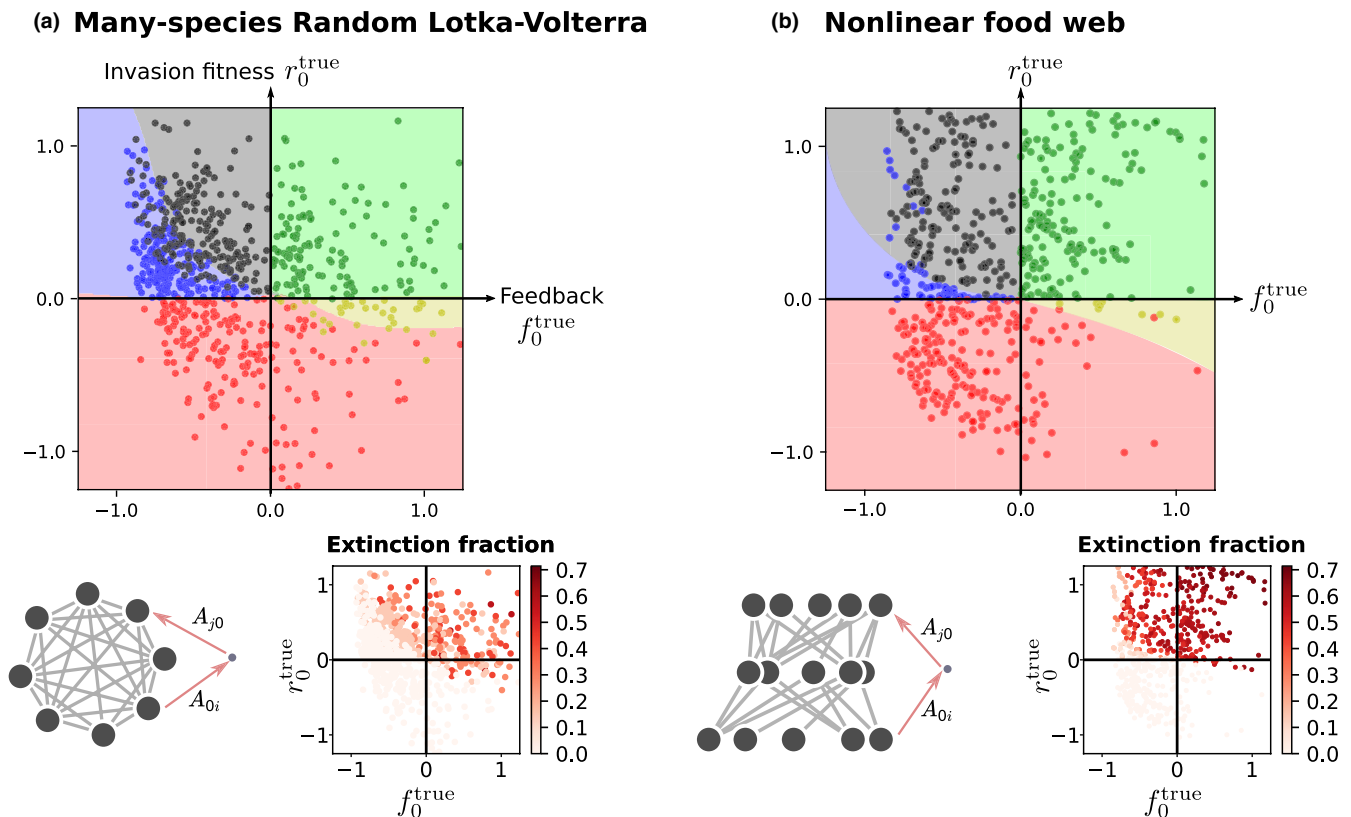 (a) Many-species Random Lotka-Volterra
(b) Nonlinear food web
Invasion fitness r_0^true
1.0
0.0
−1.0
−1.0
0.0
1.0
Feedback
f_0^true
r_0^true
1.0
0.0
−1.0
−1.0
0.0
1.0
f_0^true
A_j0
A_0i
Extinction fraction
r_0^true
1
0
−1
−1
0
1
f_0^true
0.7
0.6
0.5
0.4
0.3
0.2
0.1
0.0
A_j0
A_0i
Extinction fraction
r_0^true
1
0
−1
−1
0
1
f_0^true
0.7
0.6
0.5
0.4
0.3
0.2
0.1
0.0